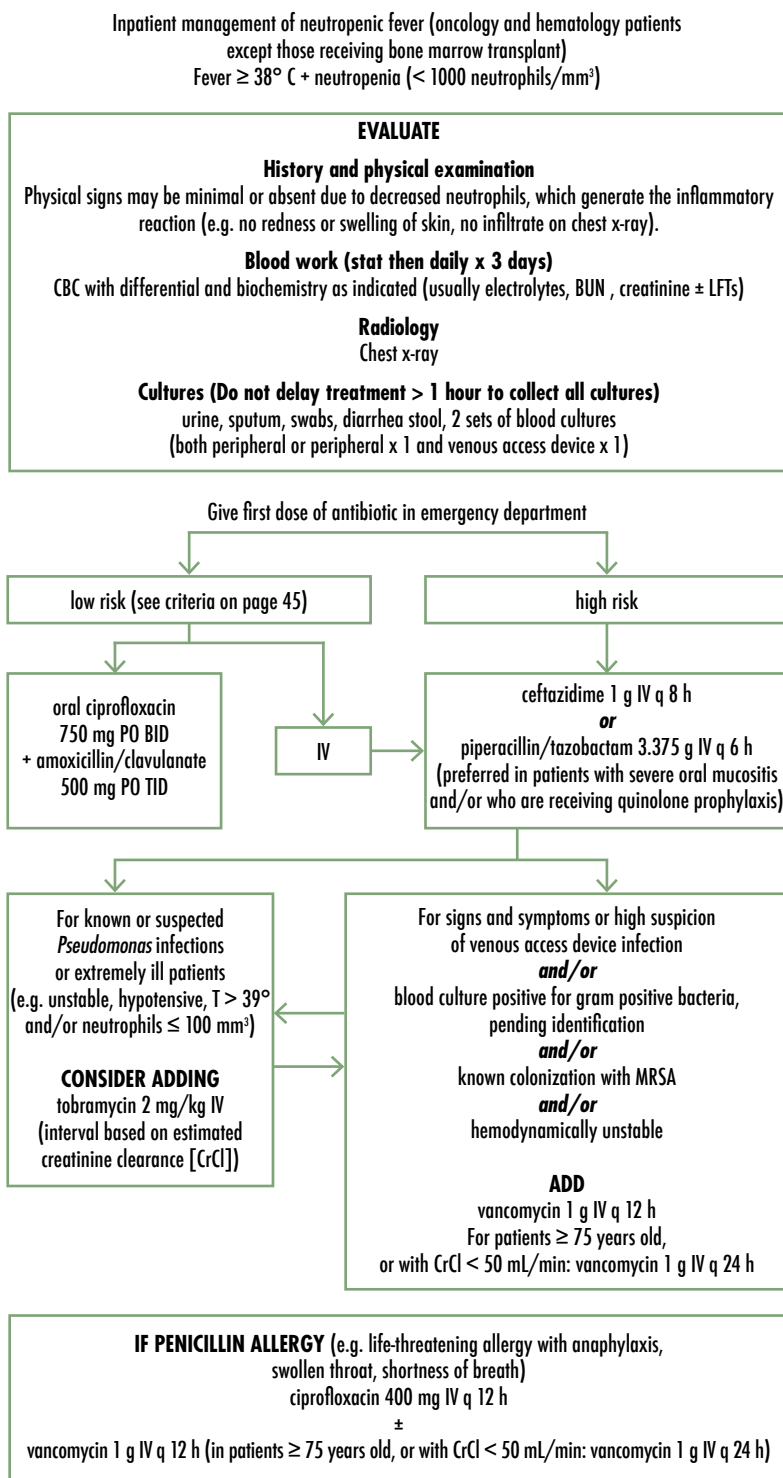 Inpatient management of neutropenic fever (oncology and hematology patients
except those receiving bone marrow transplant)
Fever ≥ 38° C + neutropenia (< 1000 neutrophils/mm³)
EVALUATE
History and physical examination
Physical signs may be minimal or absent due to decreased neutrophils, which generate the inflammatory
reaction (e.g. no redness or swelling of skin, no infiltrate on chest x-ray).
Blood work (stat then daily x 3 days)
CBC with differential and biochemistry as indicated (usually electrolytes, BUN , creatinine ± LFTs)
Radiology
Chest x-ray
Cultures (Do not delay treatment > 1 hour to collect all cultures)
urine, sputum, swabs, diarrhea stool, 2 sets of blood cultures
(both peripheral or peripheral x 1 and venous access device x 1)
Give first dose of antibiotic in emergency department
low risk (see criteria on page 45)
high risk
oral ciprofloxacin
750 mg PO BID
+ amoxicillin/clavulanate
500 mg PO TID
IV
ceftazidime 1 g IV q 8 h
or
piperacillin/tazobactam 3.375 g IV q 6 h
(preferred in patients with severe oral mucositis
and/or who are receiving quinolone prophylaxis)
For known or suspected
Pseudomonas infections
or extremely ill patients
(e.g. unstable, hypotensive, T > 39°
and/or neutrophils ≤ 100 mm³)
CONSIDER ADDING
tobramycin 2 mg/kg IV
(interval based on estimated
creatinine clearance [CrCl])
For signs and symptoms or high suspicion
of venous access device infection
and/or
blood culture positive for gram positive bacteria,
pending identification
and/or
known colonization with MRSA
and/or
hemodynamically unstable
ADD
vancomycin 1 g IV q 12 h
For patients ≥ 75 years old,
or with CrCl < 50 mL/min: vancomycin 1 g IV q 24 h
IF PENICILLIN ALLERGY (e.g. life-threatening allergy with anaphylaxis,
swollen throat, shortness of breath)
ciprofloxacin 400 mg IV q 12 h
±
vancomycin 1 g IV q 12 h (in patients ≥ 75 years old, or with CrCl < 50 mL/min: vancomycin 1 g IV q 24 h)